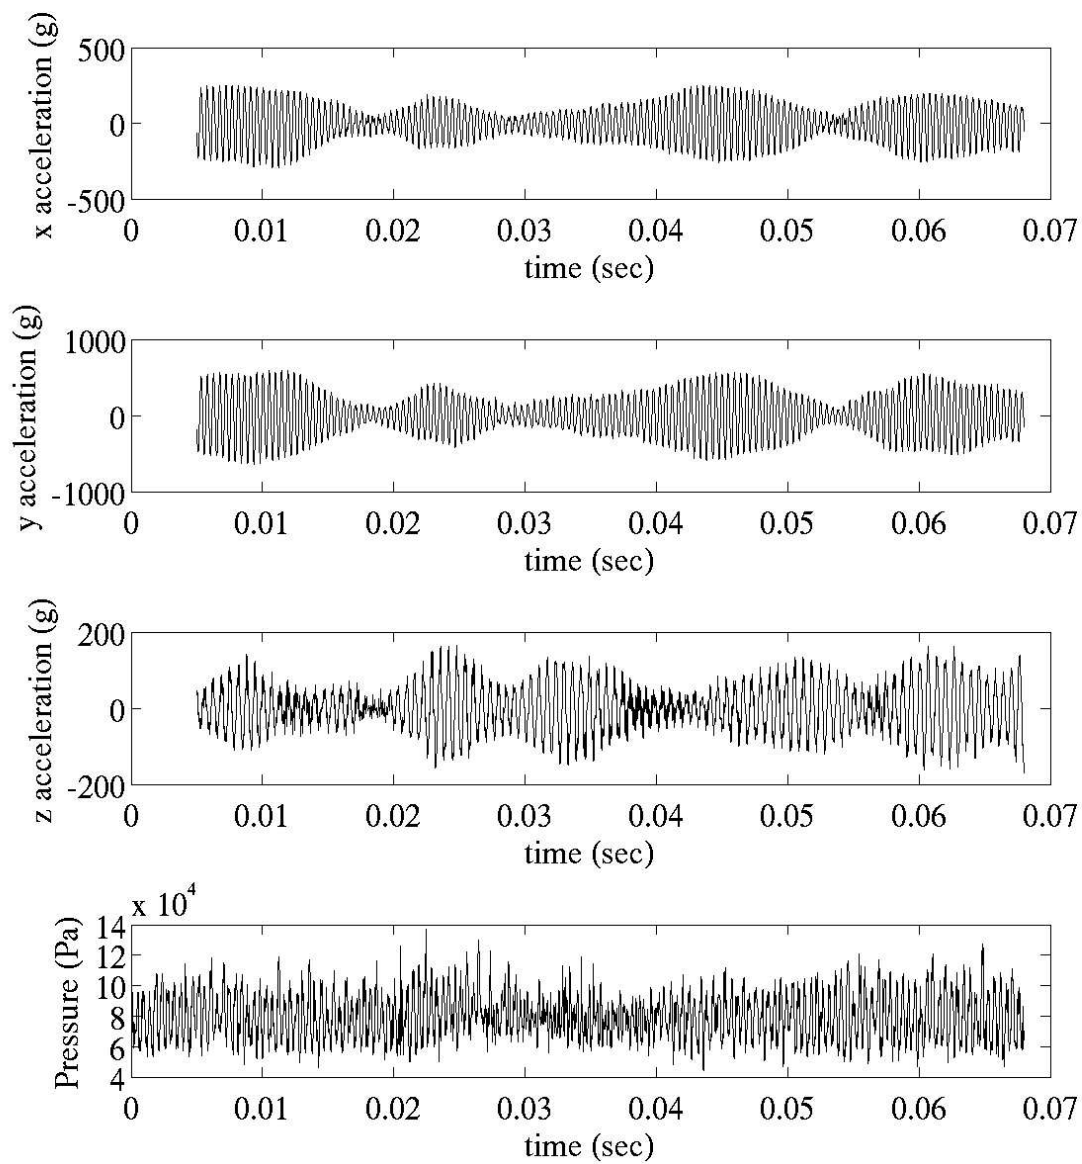 x acceleration (g)
500
0
-500
0 0.01 0.02 0.03 0.04 0.05 0.06 0.07
time (sec)
y acceleration (g)
1000
0
-1000
0 0.01 0.02 0.03 0.04 0.05 0.06 0.07
time (sec)
z acceleration (g)
200
0
-200
0 0.01 0.02 0.03 0.04 0.05 0.06 0.07
time (sec)
x 10⁴
Pressure (Pa)
14
12
10
8
6
4
0 0.01 0.02 0.03 0.04 0.05 0.06 0.07
time (sec)